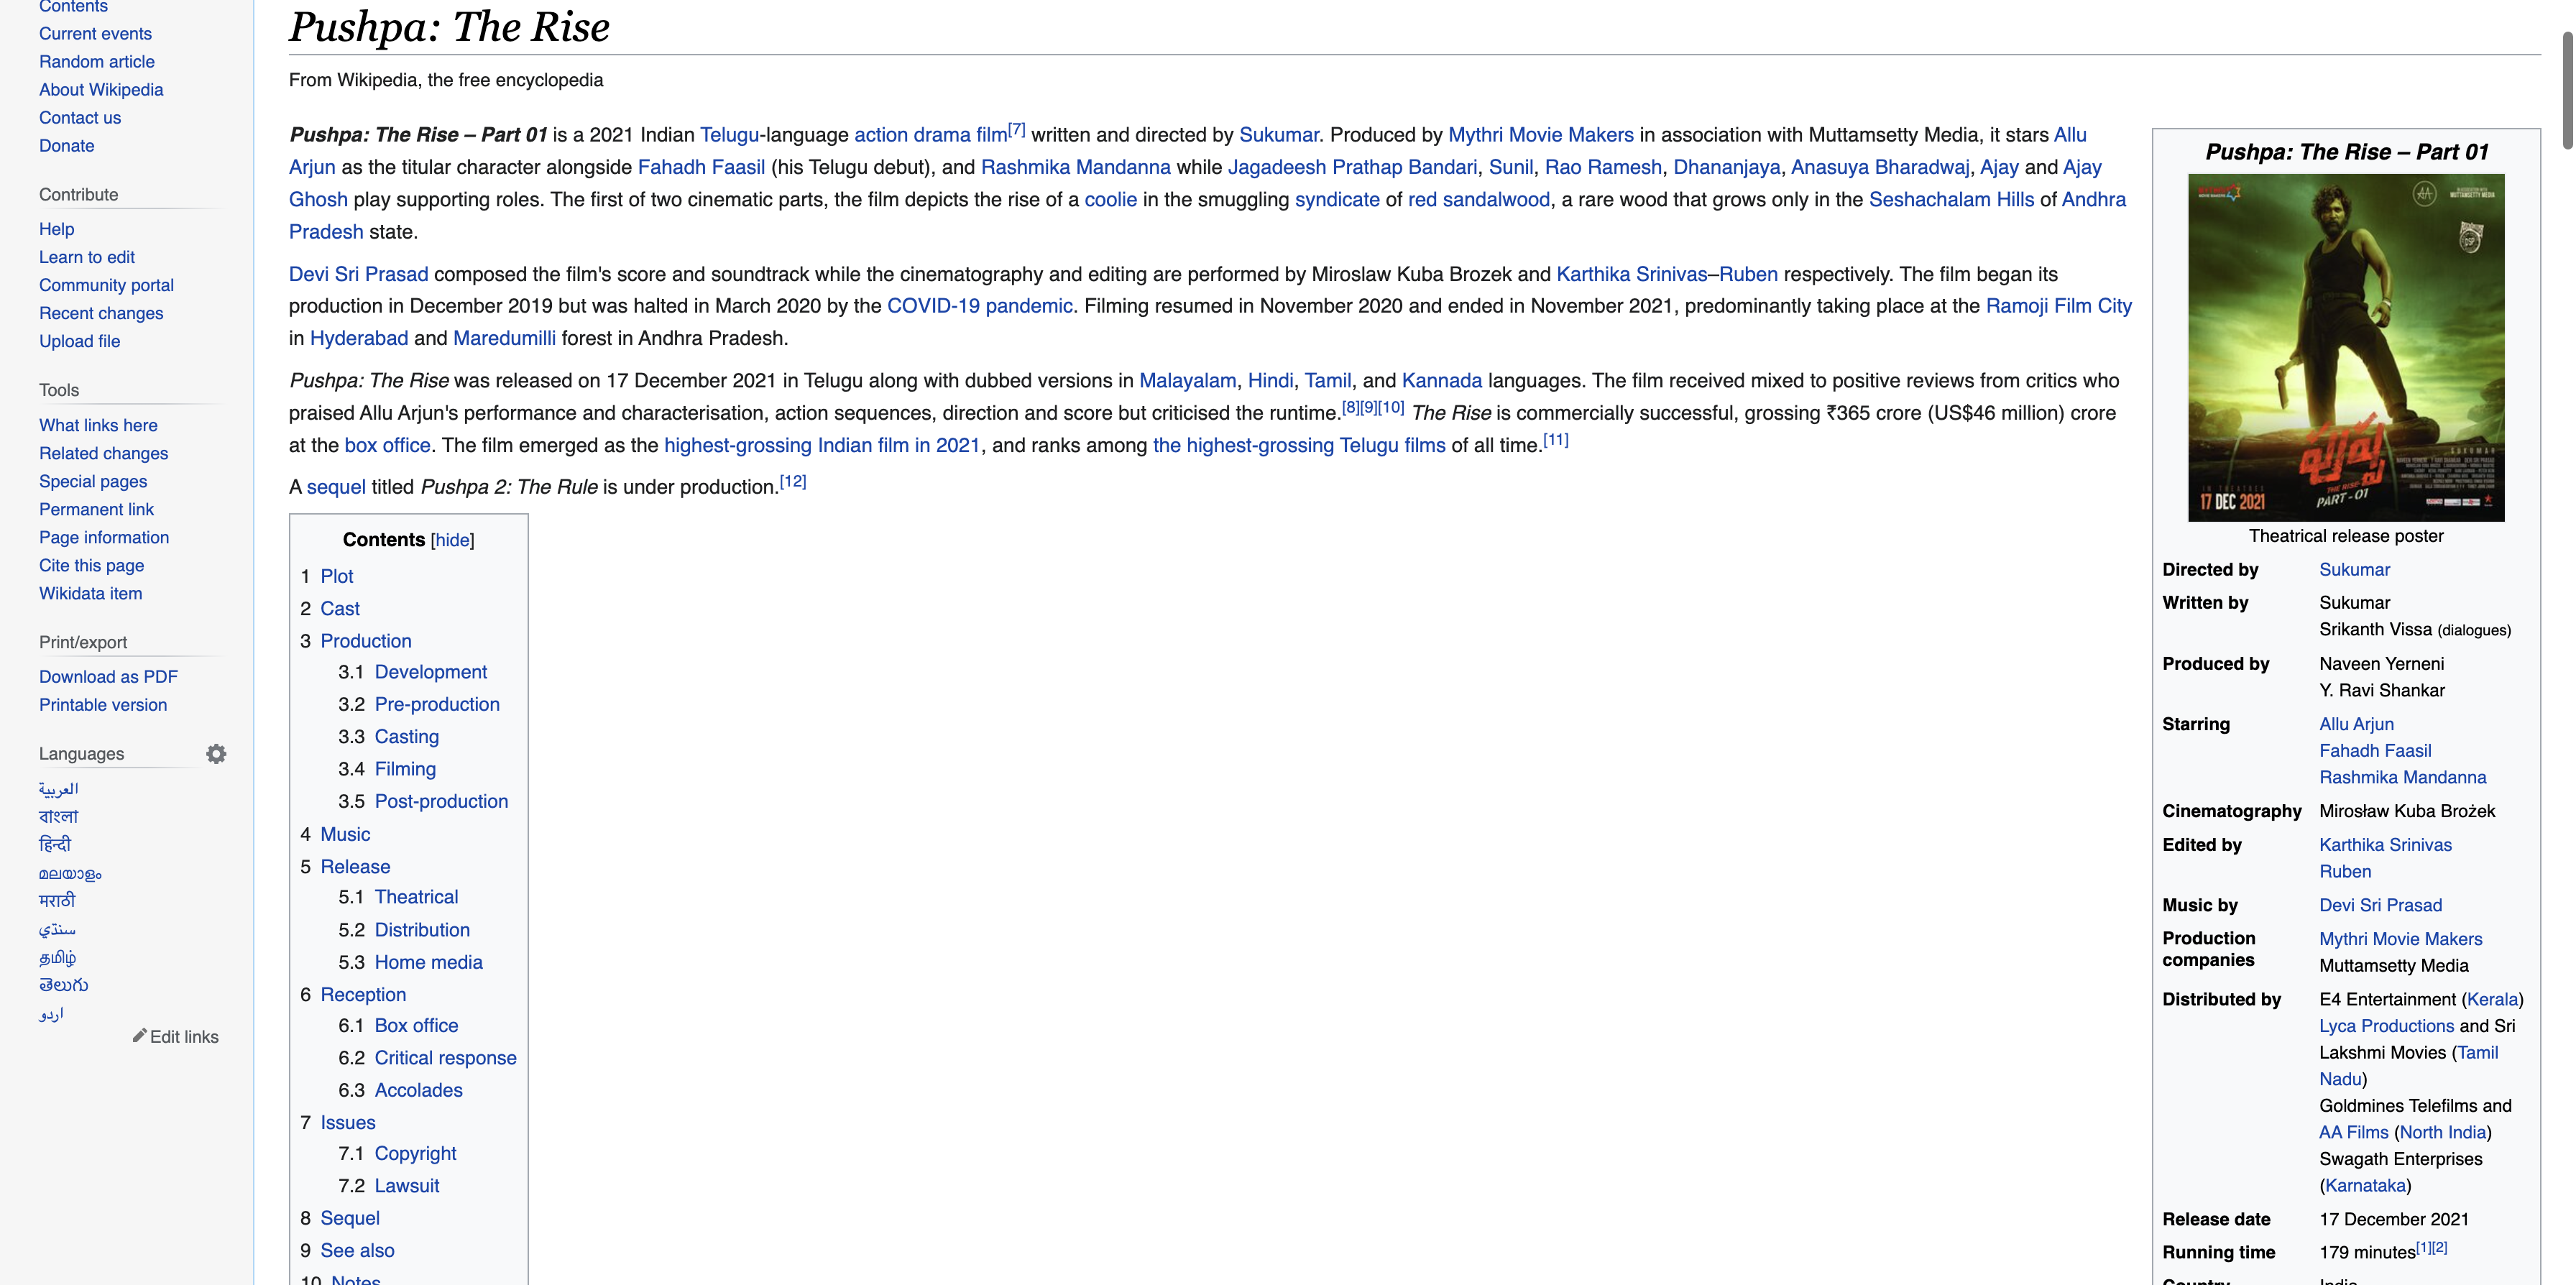 Contents
Current events
Random article
About Wikipedia
Contact us
Donate
Contribute
Help
Learn to edit
Community portal
Recent changes
Upload file
Tools
What links here
Related changes
Special pages
Permanent link
Page information
Cite this page
Wikidata item
Print/export
Download as PDF
Printable version
Languages
العربية
বাংলা
हिन्दी
മലയാളം
मराठी
سنڌي
தமிழ்
తెలుగు
اردو
Edit links
Pushpa: The Rise
From Wikipedia, the free encyclopedia
Pushpa: The Rise – Part 01 is a 2021 Indian Telugu-language action drama film[7] written and directed by Sukumar. Produced by Mythri Movie Makers in association with Muttamsetty Media, it stars Allu
Arjun as the titular character alongside Fahadh Faasil (his Telugu debut), and Rashmika Mandanna while Jagadeesh Prathap Bandari, Sunil, Rao Ramesh, Dhananjaya, Anasuya Bharadwaj, Ajay and Ajay
Ghosh play supporting roles. The first of two cinematic parts, the film depicts the rise of a coolie in the smuggling syndicate of red sandalwood, a rare wood that grows only in the Seshachalam Hills of Andhra
Pradesh state.
Devi Sri Prasad composed the film's score and soundtrack while the cinematography and editing are performed by Miroslaw Kuba Brozek and Karthika Srinivas–Ruben respectively. The film began its
production in December 2019 but was halted in March 2020 by the COVID-19 pandemic. Filming resumed in November 2020 and ended in November 2021, predominantly taking place at the Ramoji Film City
in Hyderabad and Maredumilli forest in Andhra Pradesh.
Pushpa: The Rise was released on 17 December 2021 in Telugu along with dubbed versions in Malayalam, Hindi, Tamil, and Kannada languages. The film received mixed to positive reviews from critics who
praised Allu Arjun's performance and characterisation, action sequences, direction and score but criticised the runtime.[8][9][10] The Rise is commercially successful, grossing ₹365 crore (US$46 million) crore
at the box office. The film emerged as the highest-grossing Indian film in 2021, and ranks among the highest-grossing Telugu films of all time.[11]
A sequel titled Pushpa 2: The Rule is under production.[12]
Contents [hide]
1 Plot
2 Cast
3 Production
3.1 Development
3.2 Pre-production
3.3 Casting
3.4 Filming
3.5 Post-production
4 Music
5 Release
5.1 Theatrical
5.2 Distribution
5.3 Home media
6 Reception
6.1 Box office
6.2 Critical response
6.3 Accolades
7 Issues
7.1 Copyright
7.2 Lawsuit
8 Sequel
9 See also
10 Notes
Pushpa: The Rise – Part 01
MUTTAMSETTY MEDIA
AA
DSP
పుష్ప
THE RISE
PART-01
SUKUMAR
IN THEATRES
17 DEC 2021
Theatrical release poster
Directed by Sukumar
Written by Sukumar
Srikanth Vissa (dialogues)
Produced by Naveen Yerneni
Y. Ravi Shankar
Starring Allu Arjun
Fahadh Faasil
Rashmika Mandanna
Cinematography Mirosław Kuba Brożek
Edited by Karthika Srinivas
Ruben
Music by Devi Sri Prasad
Production Mythri Movie Makers
companies Muttamsetty Media
Distributed by E4 Entertainment (Kerala)
Lyca Productions and Sri
Lakshmi Movies (Tamil
Nadu)
Goldmines Telefilms and
AA Films (North India)
Swagath Enterprises
(Karnataka)
Release date 17 December 2021
Running time 179 minutes[1][2]
Country India